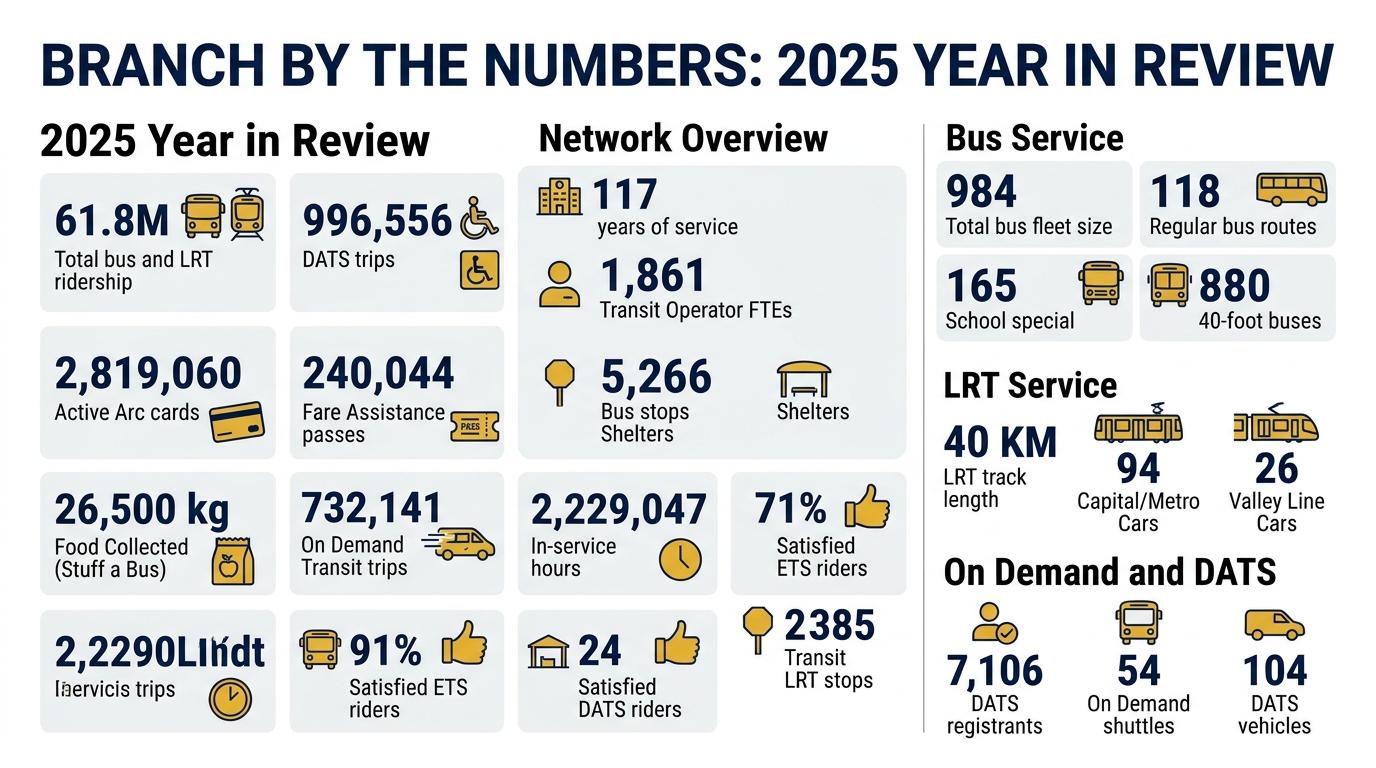 BRANCH BY THE NUMBERS: 2025 YEAR IN REVIEW
2025 Year in Review
61.8M
Total bus and LRT
ridership
996,556
DATS trips
2,819,060
Active Arc cards
240,044
Fare Assistance
passes
PRES
26,500 kg
Food Collected
(Stuff a Bus)
732,141
On Demand
Transit trips
trips
91%
Satisfied ETS
riders
Network Overview
117
years of service
1,861
Transit Operator FTEs
5,266
Bus stops
Shelters
Shelters
2,229,047
In-service
hours
71%
Satisfied
ETS riders
24
Satisfied
DATS riders
2385
Transit
LRT stops
Bus Service
984
Total bus fleet size
118
Regular bus routes
165
School special
880
40-foot buses
LRT Service
40 KM
LRT track
length
94
Capital/Metro
Cars
26
Valley Line
Cars
On Demand and DATS
7,106
DATS
registrants
54
On Demand
shuttles
104
DATS
vehicles